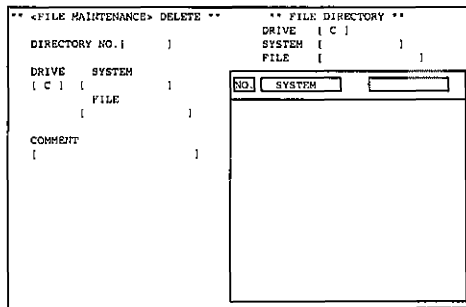 ** <FILE MAINTENANCE> DELETE **
DIRECTORY NO.[ ]
DRIVE SYSTEM
[ C ] [ ]
FILE
[ ]
COMMENT
[ ]
** FILE DIRECTORY **
DRIVE [ C ]
SYSTEM [ ]
FILE [ ]
NO. SYSTEM